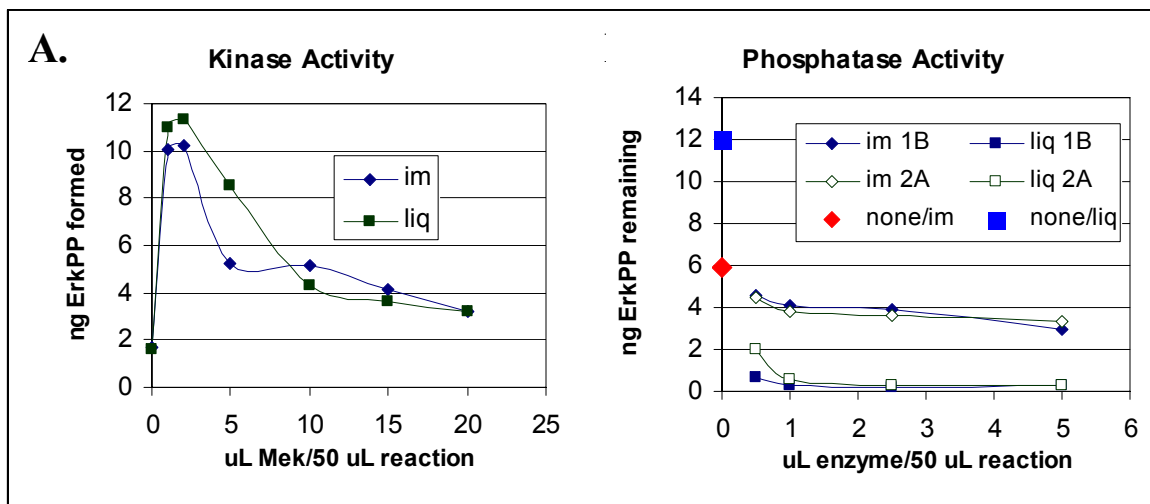 A.
Kinase Activity
ng ErkPP formed
12
10
8
6
4
2
0
0 5 10 15 20 25
uL Mek/50 uL reaction
im
liq
Phosphatase Activity
ng ErkPP remaining
14
12
10
8
6
4
2
0
0 1 2 3 4 5 6
uL enzyme/50 uL reaction
im 1B liq 1B
im 2A liq 2A
none/im none/liq